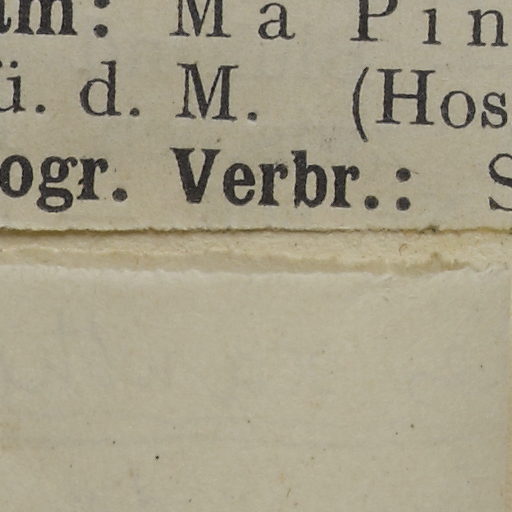 am: Ma Pin
ü. d. M. (Hos
ogr. Verbr.: S